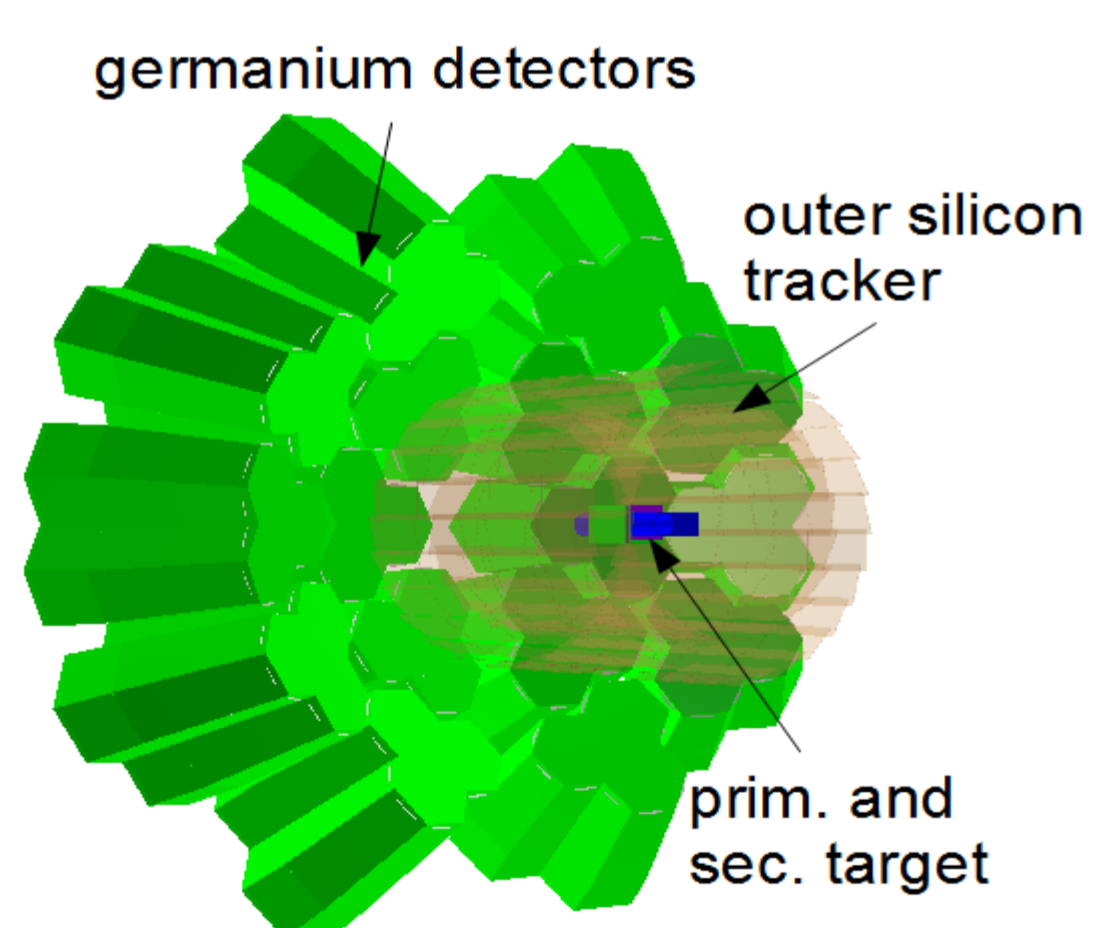 germanium detectors
outer silicon
tracker
prim. and
sec. target